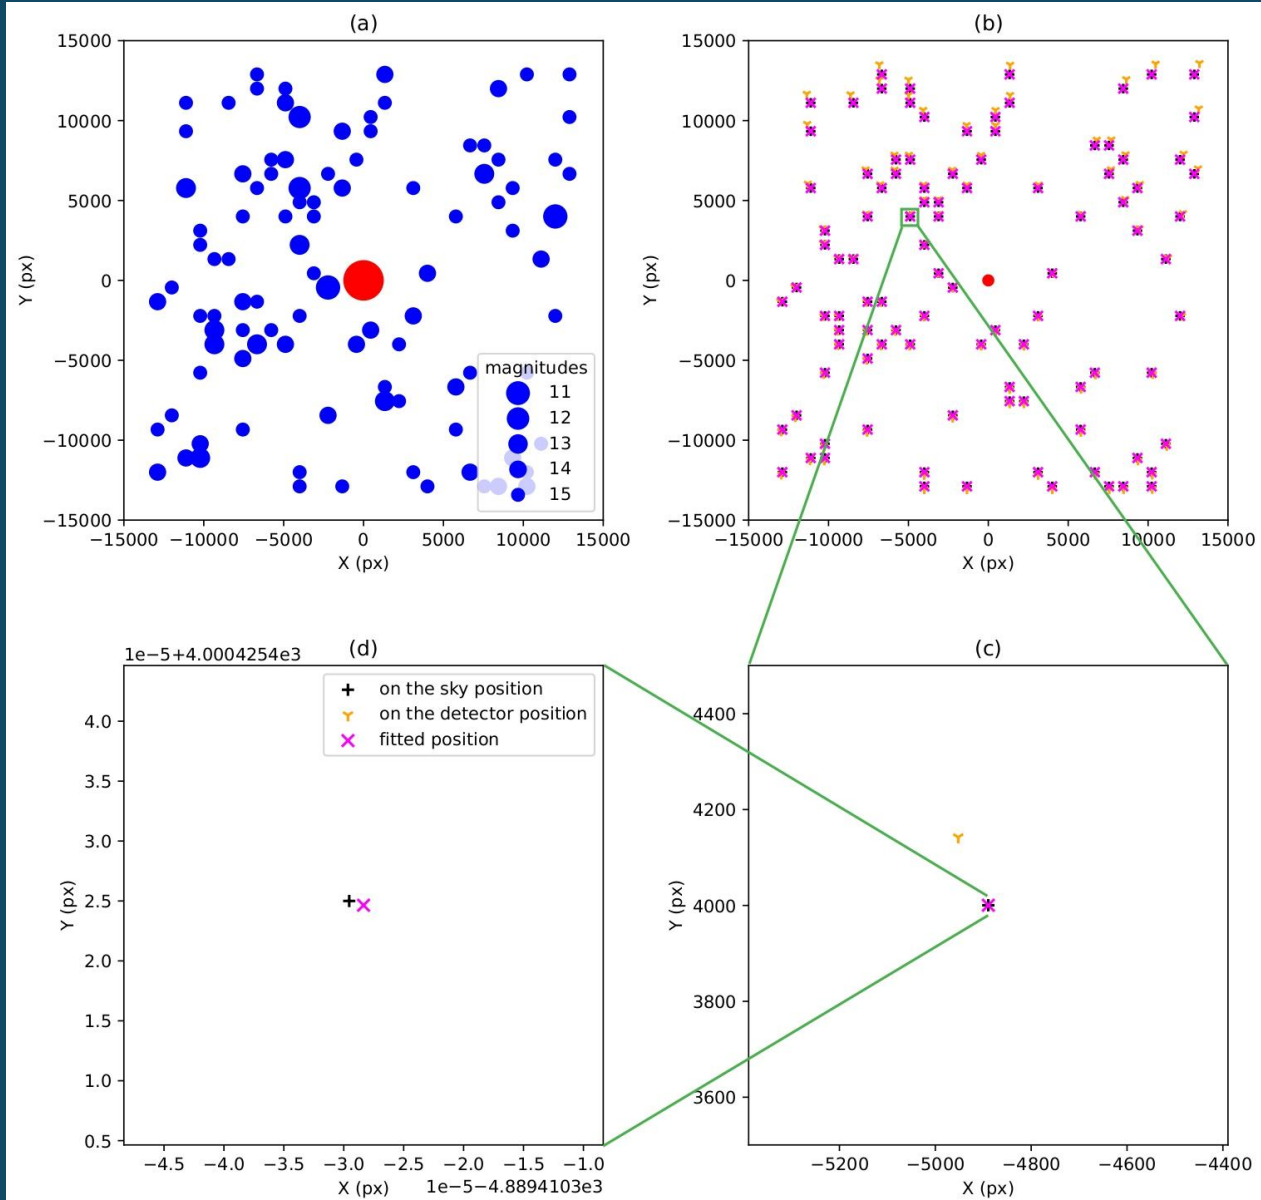 (a)
15000
10000
5000
0
−5000
−10000
−15000
Y (px)
−15000 −10000 −5000 0 5000 10000 15000
X (px)
magnitudes
11
12
13
14
15
(b)
15000
10000
5000
0
−5000
−10000
−15000
Y (px)
−15000 −10000 −5000 0 5000 10000 15000
X (px)
1e−5+4.0004254e3
(d)
on the sky position
on the detector position
fitted position
4.0
3.5
3.0
2.5
2.0
1.5
1.0
0.5
Y (px)
−4.5 −4.0 −3.5 −3.0 −2.5 −2.0 −1.5 −1.0
X (px)
1e−5−4.8894103e3
(c)
4400
4200
4000
3800
3600
Y (px)
−5200 −5000 −4800 −4600 −4400
X (px)